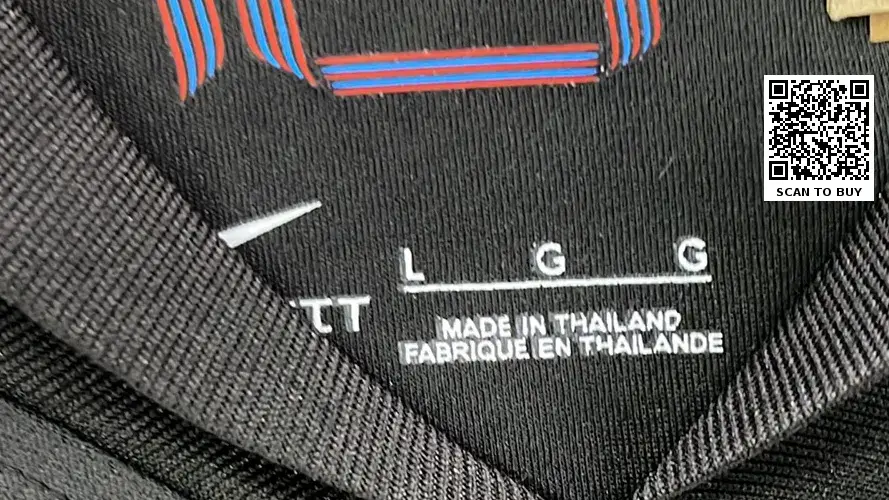 SCAN TO BUY
L G G
MADE IN THAILAND
FABRIQUE EN THAILANDE